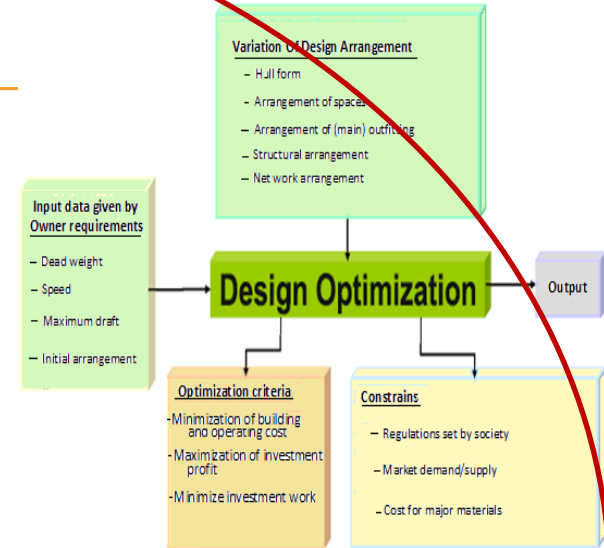 Variation Of Design Arrangement
– Hull form
- Arrangement of spaces
– Arrangement of (main) outfitting
– Structural arrangement
– Net work arrangement
Input data given by
Owner requirements
– Dead weight
– Speed
– Maximum draft
– Initial arrangement
Design Optimization
Output
Optimization criteria
-Minimization of building
and operating cost
-Maximization of investment
profit
-Minimize investment work
Constrains
– Regulations set by society
– Market demand/supply
– Cost for major materials